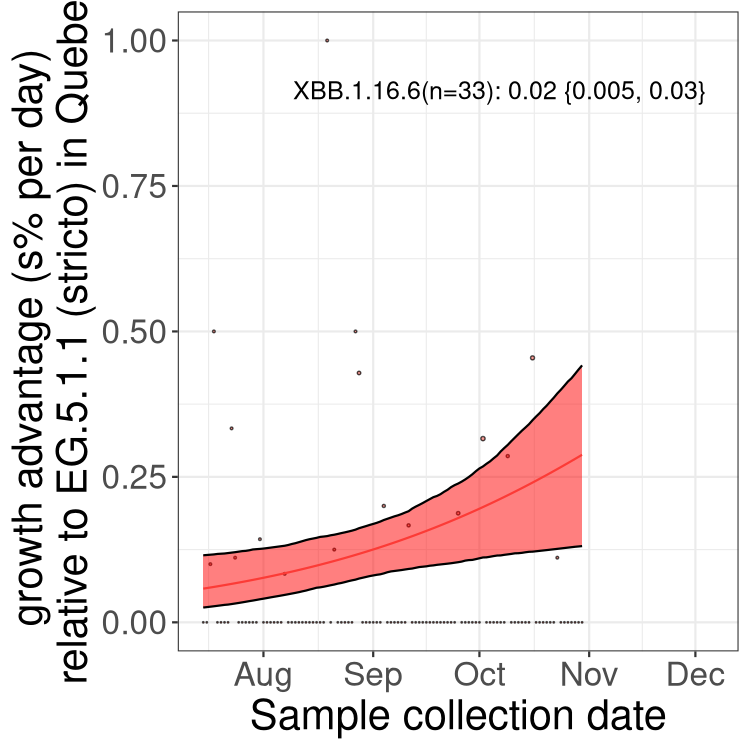 growth advantage (s% per day)
relative to EG.5.1.1 (stricto) in Quebe
1.00
0.75
0.50
0.25
0.00
XBB.1.16.6(n=33): 0.02 {0.005, 0.03}
Aug Sep Oct Nov Dec
Sample collection date